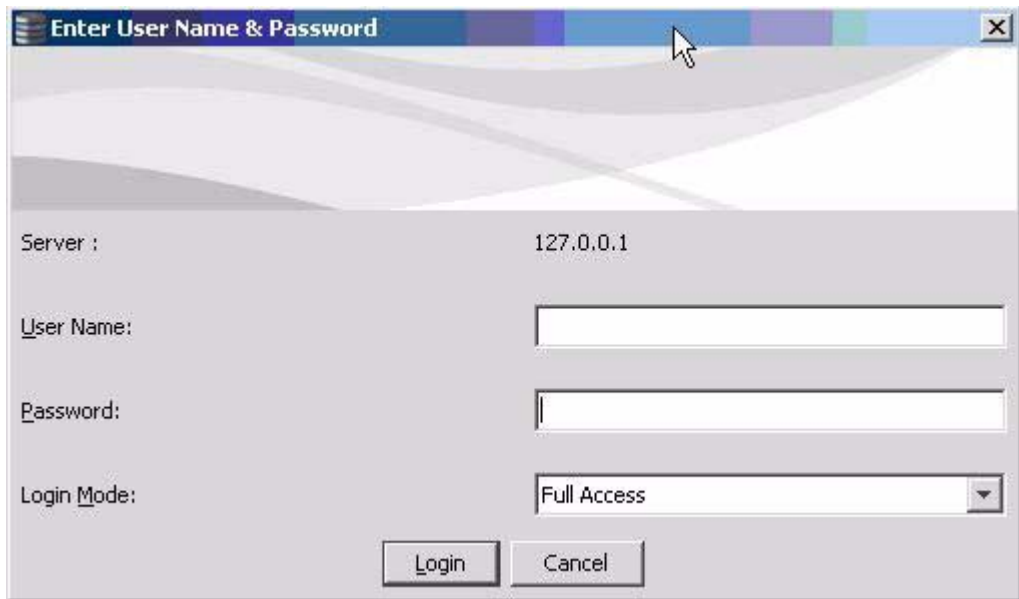 Enter User Name & Password
Server : 127.0.0.1
User Name:
Password:
Login Mode: Full Access
Login Cancel